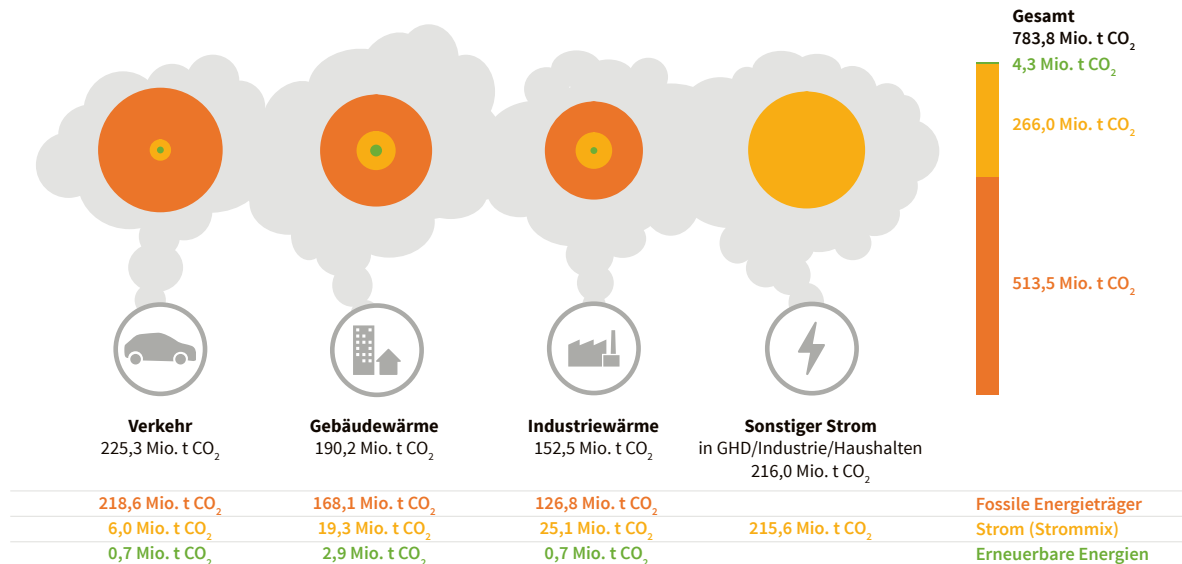 Gesamt
783,8 Mio. t CO₂
4,3 Mio. t CO₂
266,0 Mio. t CO₂
513,5 Mio. t CO₂
Verkehr
225,3 Mio. t CO₂
Gebäudewärme
190,2 Mio. t CO₂
Industriewärme
152,5 Mio. t CO₂
Sonstiger Strom
in GHD/Industrie/Haushalten
216,0 Mio. t CO₂
218,6 Mio. t CO₂ 168,1 Mio. t CO₂ 126,8 Mio. t CO₂ Fossile Energieträger
6,0 Mio. t CO₂ 19,3 Mio. t CO₂ 25,1 Mio. t CO₂ 215,6 Mio. t CO₂ Strom (Strommix)
0,7 Mio. t CO₂ 2,9 Mio. t CO₂ 0,7 Mio. t CO₂ Erneuerbare Energien